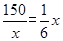 150/x = 1/6 x